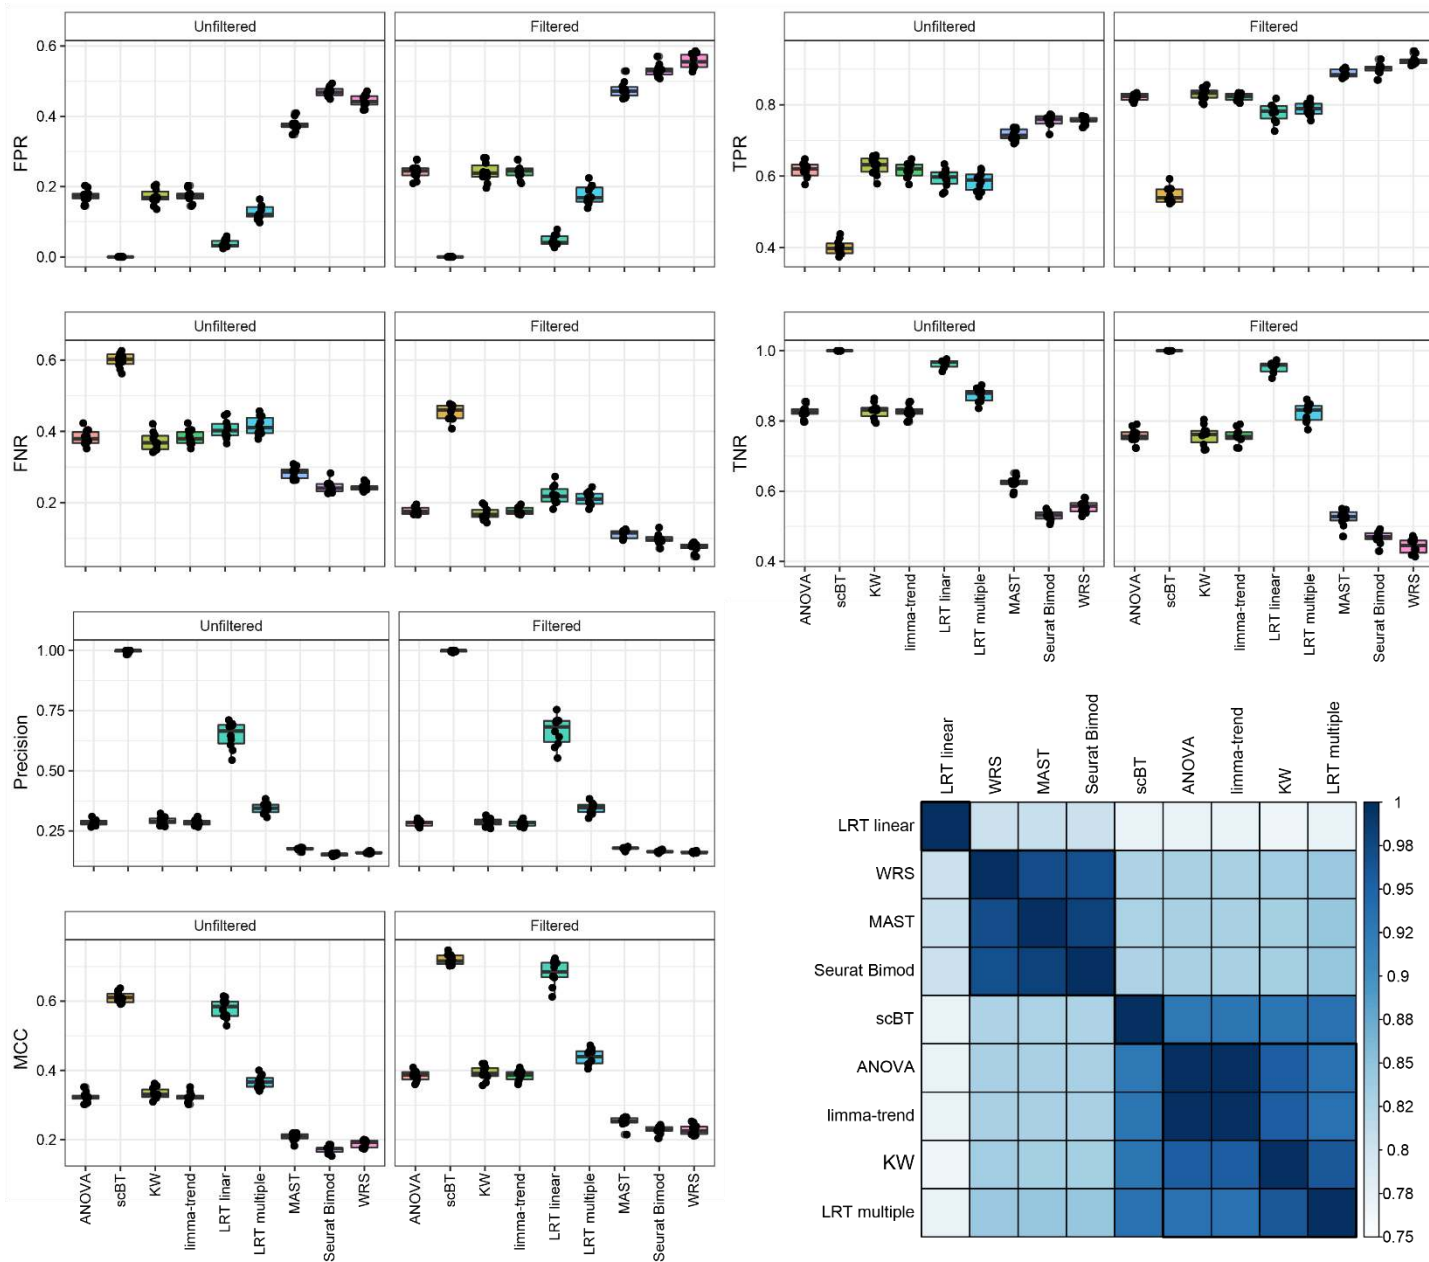 Unfiltered
Filtered
FPR
0.6
0.4
0.2
0.0
Unfiltered
Filtered
TPR
0.8
0.6
0.4
Unfiltered
Filtered
FNR
0.6
0.4
0.2
Unfiltered
Filtered
TNR
1.0
0.8
0.6
0.4
ANOVA
scBT
KW
limma-trend
LRT linar
LRT multiple
MAST
Seurat Bimod
WRS
ANOVA
scBT
KW
limma-trend
LRT linear
LRT multiple
MAST
Seurat Bimod
WRS
Unfiltered
Filtered
Precision
1.00
0.75
0.50
0.25
Unfiltered
Filtered
MCC
0.6
0.4
0.2
ANOVA
scBT
KW
limma-trend
LRT linar
LRT multiple
MAST
Seurat Bimod
WRS
ANOVA
scBT
KW
limma-trend
LRT linear
LRT multiple
MAST
Seurat Bimod
WRS
LRT linear
WRS
MAST
Seurat Bimod
scBT
ANOVA
limma-trend
KW
LRT multiple
LRT linear
WRS
MAST
Seurat Bimod
scBT
ANOVA
limma-trend
KW
LRT multiple
1
0.98
0.95
0.92
0.9
0.88
0.85
0.82
0.8
0.78
0.75